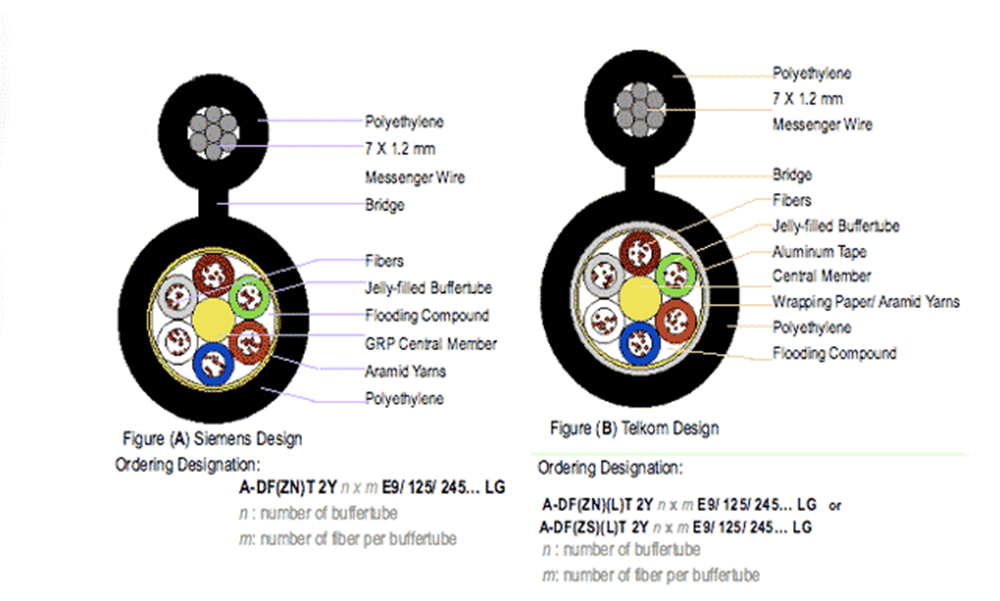 Polyethylene
7 X 1.2 mm
Messenger Wire
Bridge
Fibers
Jelly-filled Buffertube
Flooding Compound
GRP Central Member
Aramid Yarns
Polyethylene
Figure (A) Siemens Design
Ordering Designation:
A-DF(ZN)T 2Y n x m E9/ 125/ 245... LG
n : number of buffertube
m: number of fiber per buffertube
Polyethylene
7 X 1.2 mm
Messenger Wire
Bridge
Fibers
Jelly-filled Buffertube
Aluminum Tape
Central Member
Wrapping Paper/ Aramid Yarns
Polyethylene
Flooding Compound
Figure (B) Telkom Design
Ordering Designation:
A-DF(ZN)(L)T 2Y n x m E9/ 125/ 245... LG or
A-DF(ZS)(L)T 2Y n x m E9/ 125/ 245... LG
n : number of buffertube
m: number of fiber per buffertube